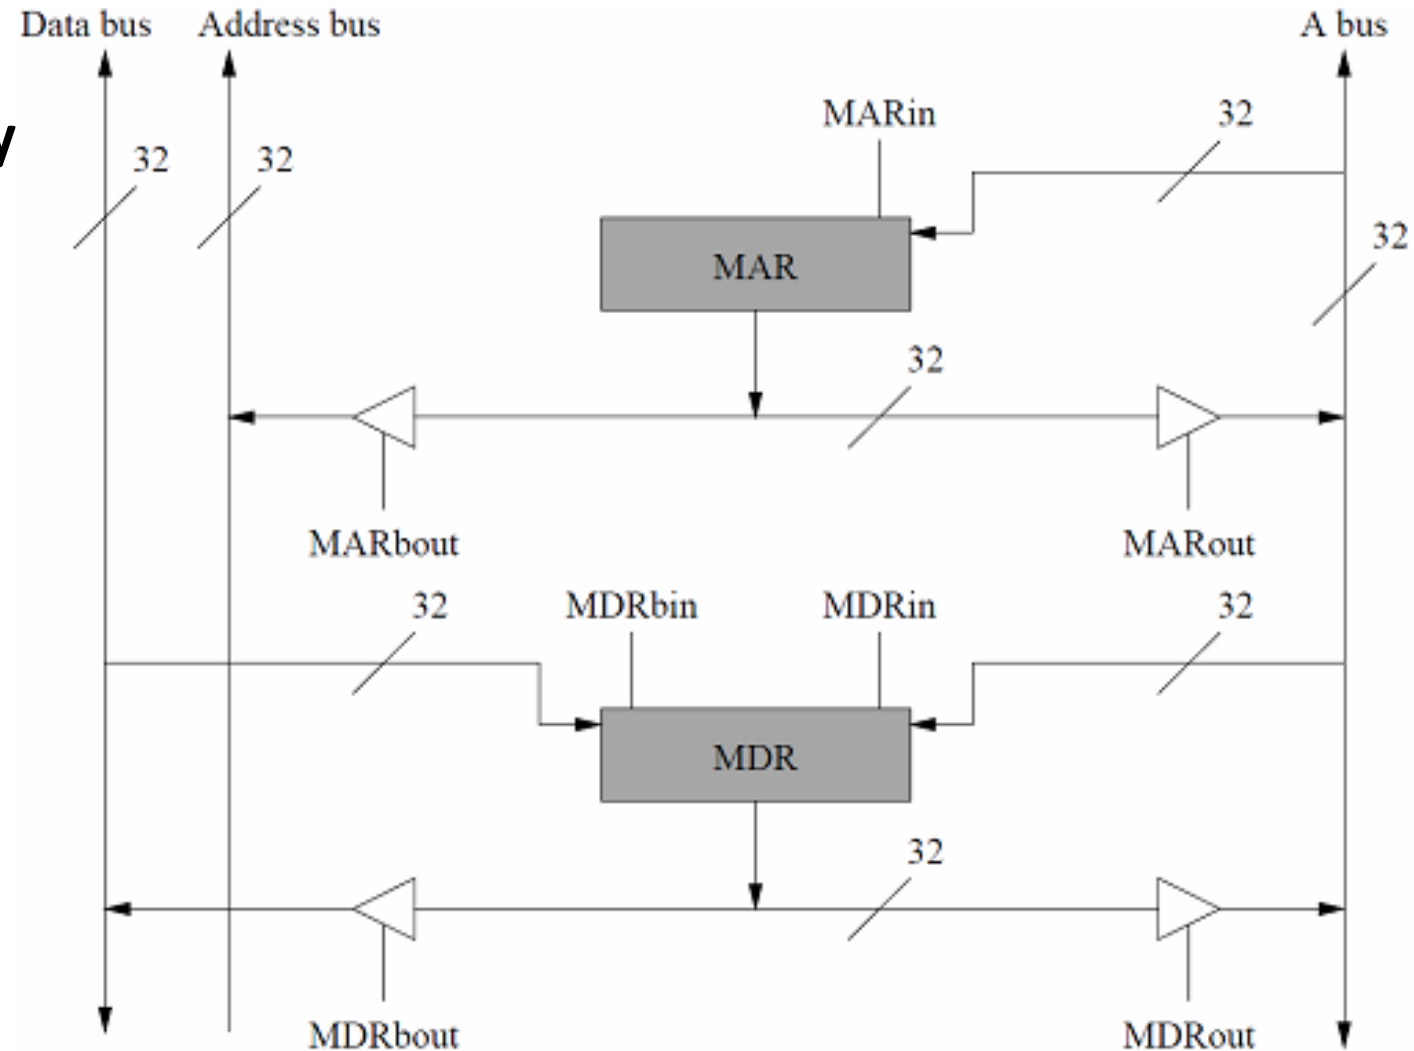 Data bus
Address bus
A bus
MARin
32
32
32
32
MAR
32
MARbout
MARout
32
MDRbin
MDRin
32
MDR
32
MDRbout
MDRout